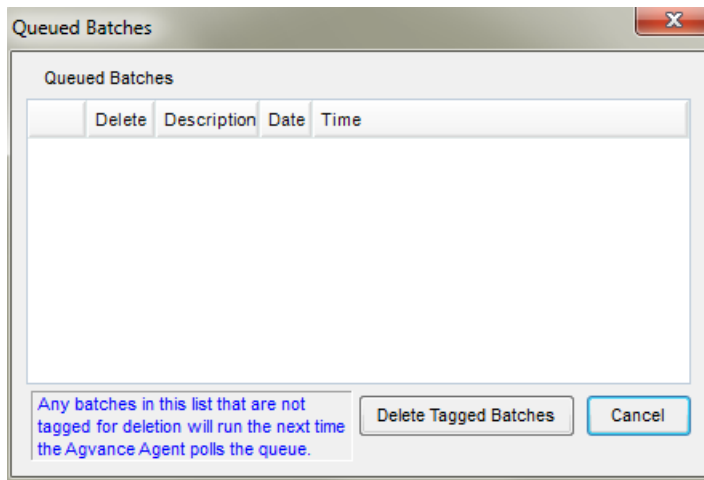 Queued Batches
Queued Batches
Delete Description Date Time
Any batches in this list that are not
tagged for deletion will run the next time
the Agvance Agent polls the queue.
Delete Tagged Batches
Cancel